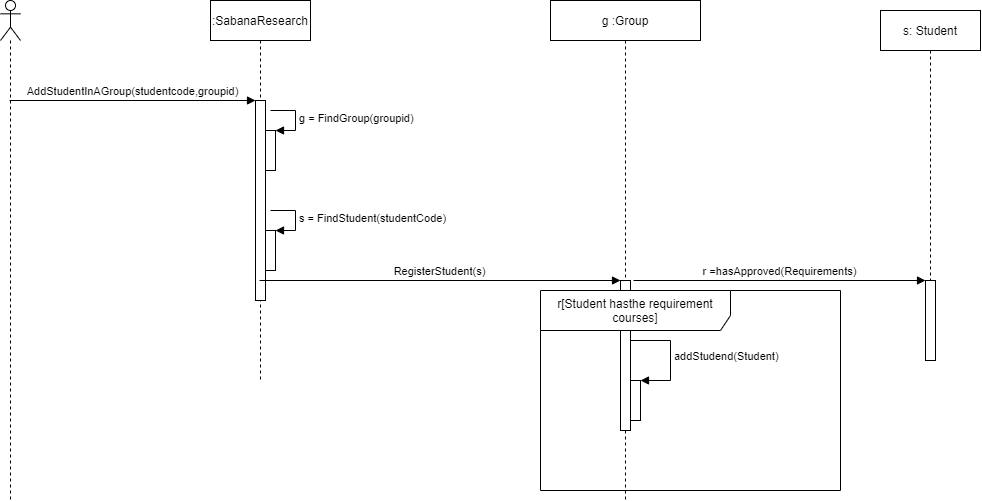 :SabanaResearch
g :Group
s: Student
AddStudentInAGroup(studentcode,groupid)
g = FindGroup(groupid)
s = FindStudent(studentCode)
RegisterStudent(s)
r =hasApproved(Requirements)
r[Student hasthe requirement
courses]
addStudend(Student)